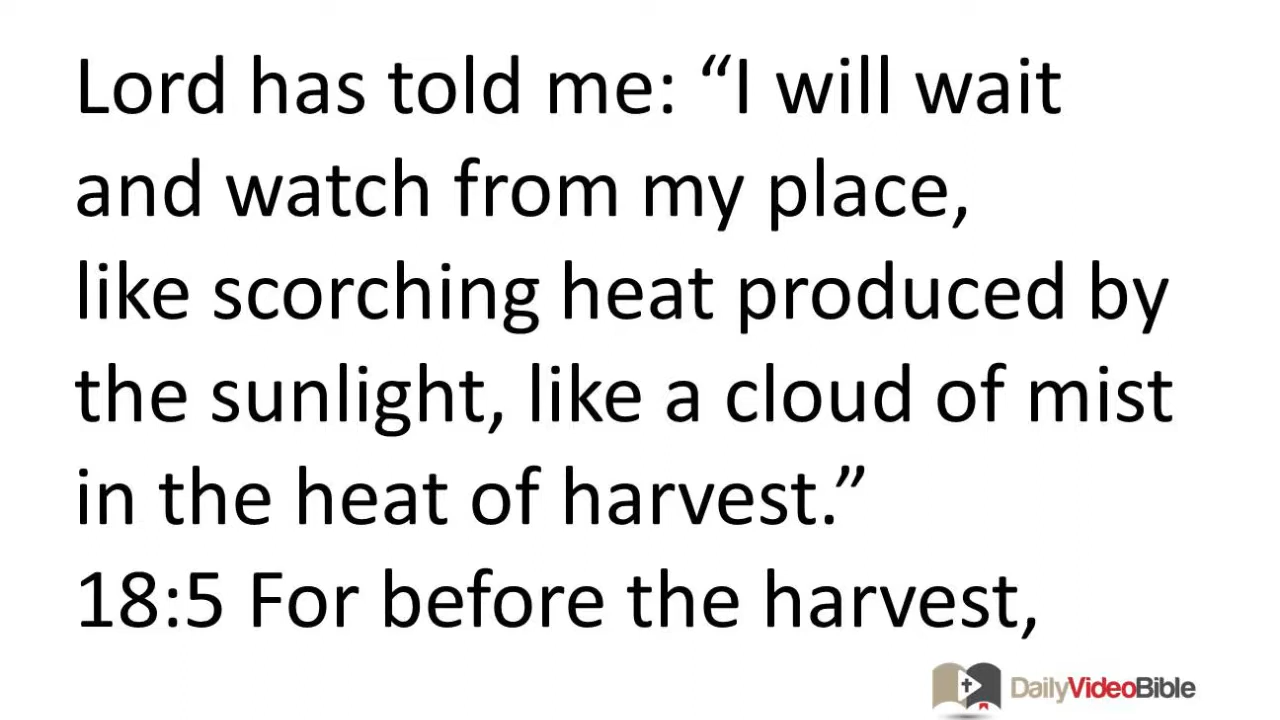 Lord has told me: “I will wait
and watch from my place,
like scorching heat produced by
the sunlight, like a cloud of mist
in the heat of harvest.”
18:5 For before the harvest,
DailyVideoBible